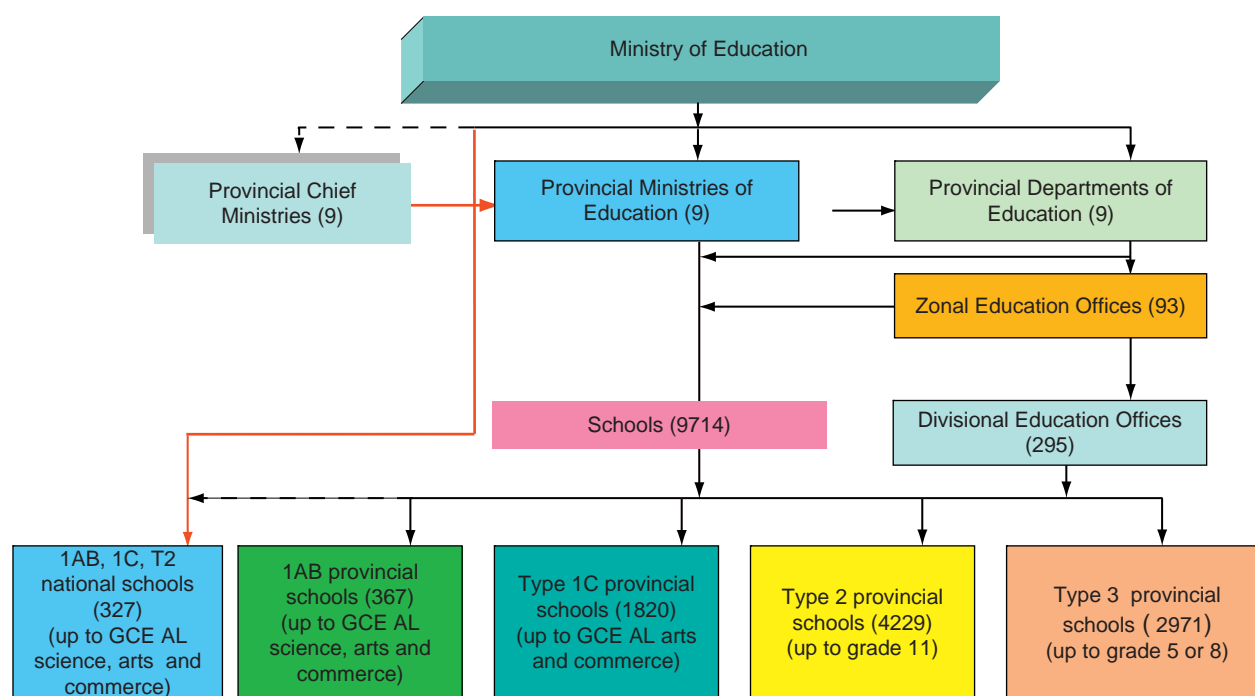 Ministry of Education
Provincial Chief
Ministries (9)
Provincial Ministries of
Education (9)
Provincial Departments of
Education (9)
Zonal Education Offices (93)
Schools (9714)
Divisional Education Offices
(295)
1AB, 1C, T2
national schools
(327)
(up to GCE AL
science, arts and
commerce)
1AB provincial
schools (367)
(up to GCE AL
science, arts and
commerce)
Type 1C provincial
schools (1820)
(up to GCE AL arts
and commerce)
Type 2 provincial
schools (4229)
(up to grade 11)
Type 3 provincial
schools ( 2971)
(up to grade 5 or 8)